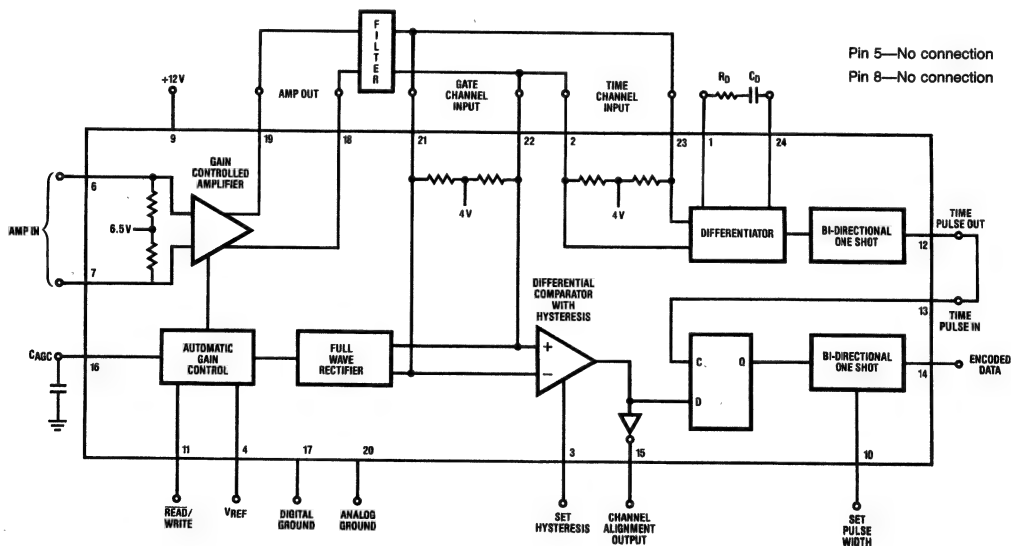 FILTER
Pin 5—No connection
Pin 8—No connection
+12V
AMP OUT
GATE
CHANNEL
INPUT
TIME
CHANNEL
INPUT
RD
CD
9
19
18
21
22
2
23
1
24
GAIN
CONTROLLED
AMPLIFIER
6
AMP IN
6.5V
7
4V
4V
DIFFERENTIATOR
BI-DIRECTIONAL
ONE SHOT
TIME
PULSE OUT
12
13
TIME
PULSE IN
DIFFERENTIAL
COMPARATOR
WITH
HYSTERESIS
CAGC
16
AUTOMATIC
GAIN
CONTROL
FULL
WAVE
RECTIFIER
+
−
C
Q
D
BI-DIRECTIONAL
ONE SHOT
ENCODED
DATA
14
11
4
17
20
3
15
10
READ/
WRITE
VREF
DIGITAL
GROUND
ANALOG
GROUND
SET
HYSTERESIS
CHANNEL
ALIGNMENT
OUTPUT
SET
PULSE
WIDTH